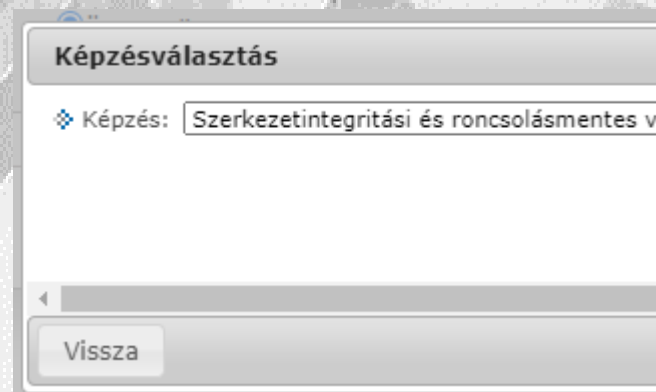 Képzésválasztás
Képzés: Szerkezetintegritási és roncsolásmentes
Vissza